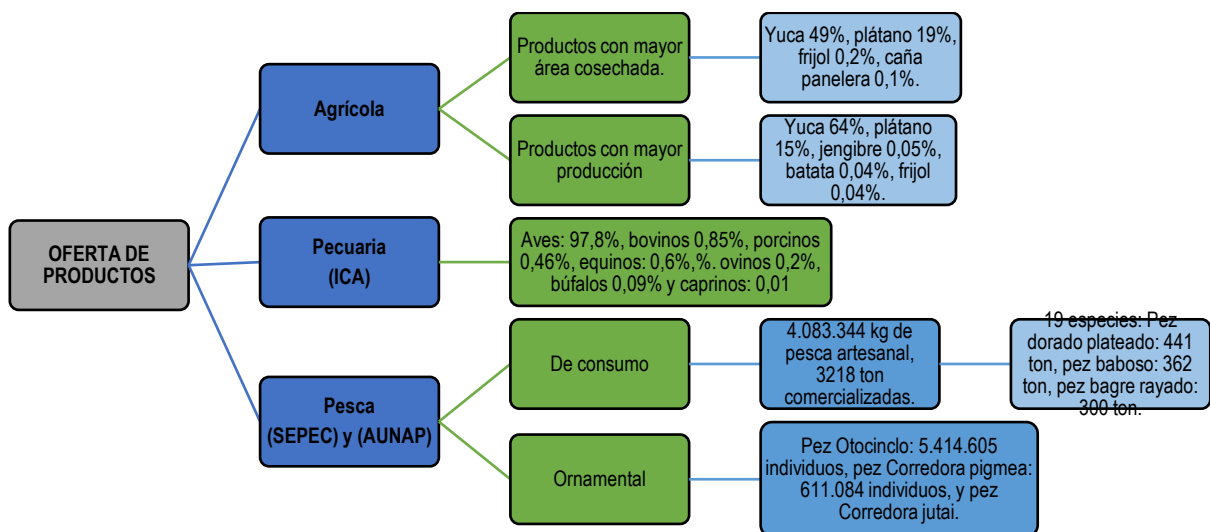 OFERTA DE
PRODUCTOS
Agrícola
Productos con mayor
área cosechada.
Yuca 49%, plátano 19%,
frijol 0,2%, caña
panelera 0,1%.
Productos con mayor
producción
Yuca 64%, plátano
15%, jengibre 0,05%,
batata 0,04%, frijol
0,04%.
Pecuaria
(ICA)
Aves: 97,8%, bovinos 0,85%, porcinos
0,46%, equinos: 0,6%,%. ovinos 0,2%,
búfalos 0,09% y caprinos: 0,01
Pesca
(SEPEC) y (AUNAP)
De consumo
4.083.344 kg de
pesca artesanal,
3218 ton
comercializadas.
19 especies: Pez
dorado plateado: 441
ton, pez baboso: 362
ton, pez bagre rayado:
300 ton.
Ornamental
Pez Otocinclo: 5.414.605
individuos, pez Corredora pigmea:
611.084 individuos, y pez
Corredora jutai.